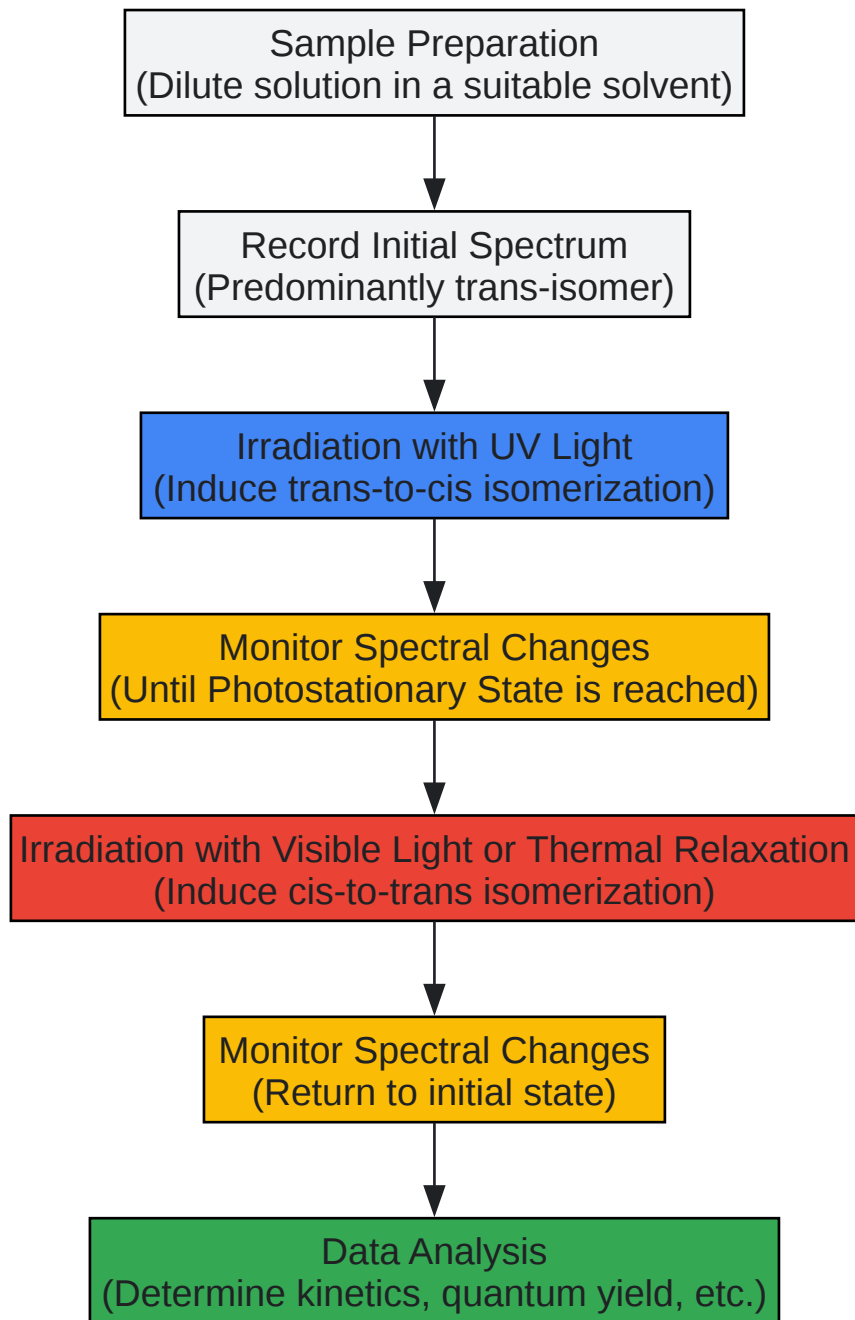 Sample Preparation
(Dilute solution in a suitable solvent)
Record Initial Spectrum
(Predominantly trans-isomer)
Irradiation with UV Light
(Induce trans-to-cis isomerization)
Monitor Spectral Changes
(Until Photostationary State is reached)
Irradiation with Visible Light or Thermal Relaxation
(Induce cis-to-trans isomerization)
Monitor Spectral Changes
(Return to initial state)
Data Analysis
(Determine kinetics, quantum yield, etc.)